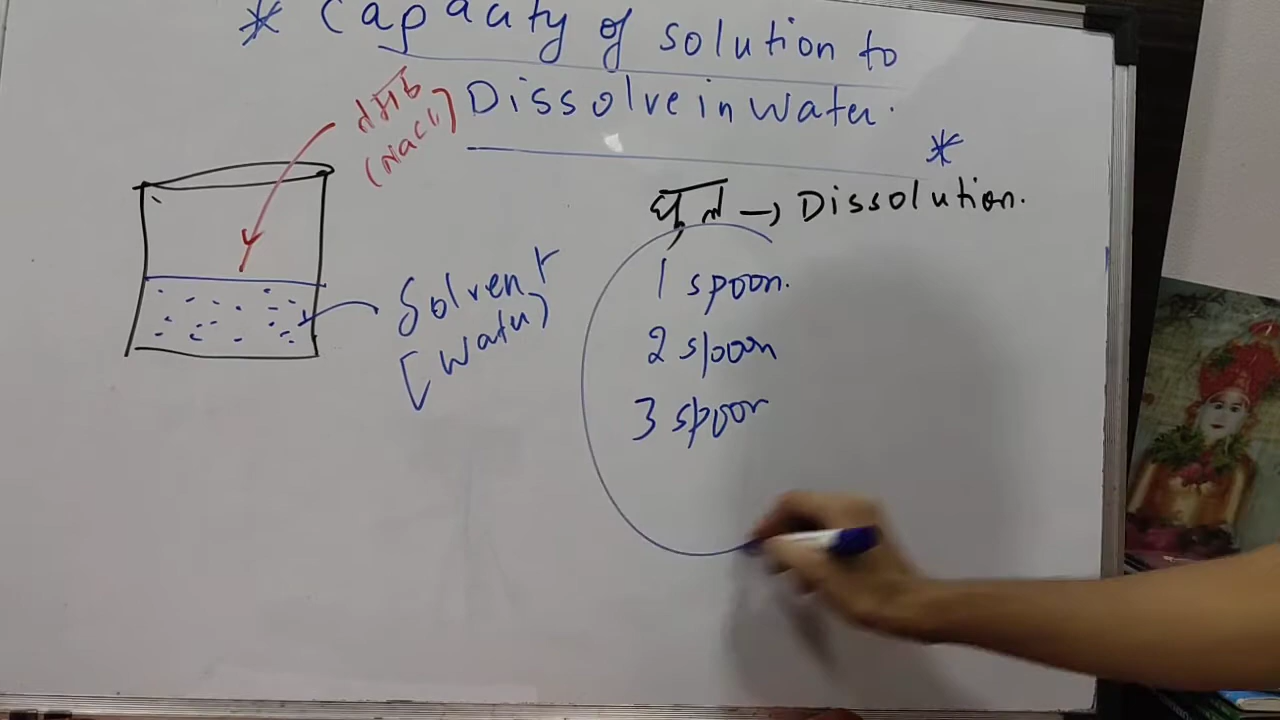 * Capacity of solution to
Dissolve in water.
*
(NaCl)
घुल → Dissolution.
1 spoon.
2 spoon
3 spoon
Solvent
[Water)